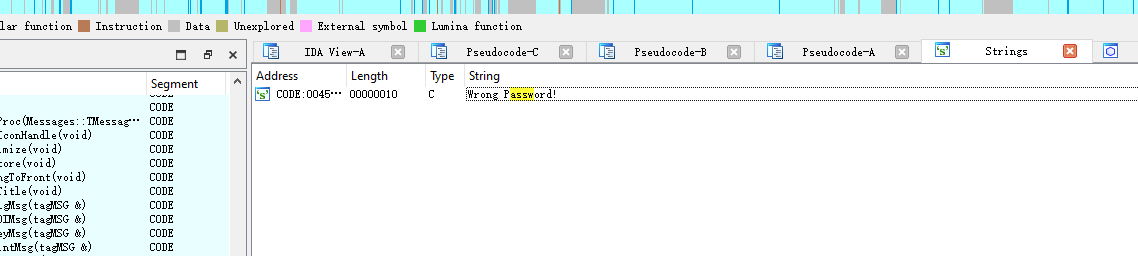 lar function Instruction Data Unexplored External symbol Lumina function
IDA View-A Pseudocode-C Pseudocode-B Pseudocode-A Strings
Segment
Address Length Type String
CODE:0045… 00000010 C Wrong Password!
CODE
CODE
Proc(Messages::TMessag… CODE
IconHandle(void) CODE
imize(void) CODE
tore(void) CODE
ngToFront(void) CODE
Title(void) CODE
igMsg(tagMSG &) CODE
DIMsg(tagMSG &) CODE
eyMsg(tagMSG &) CODE
intMsg(tagMSG &) CODE